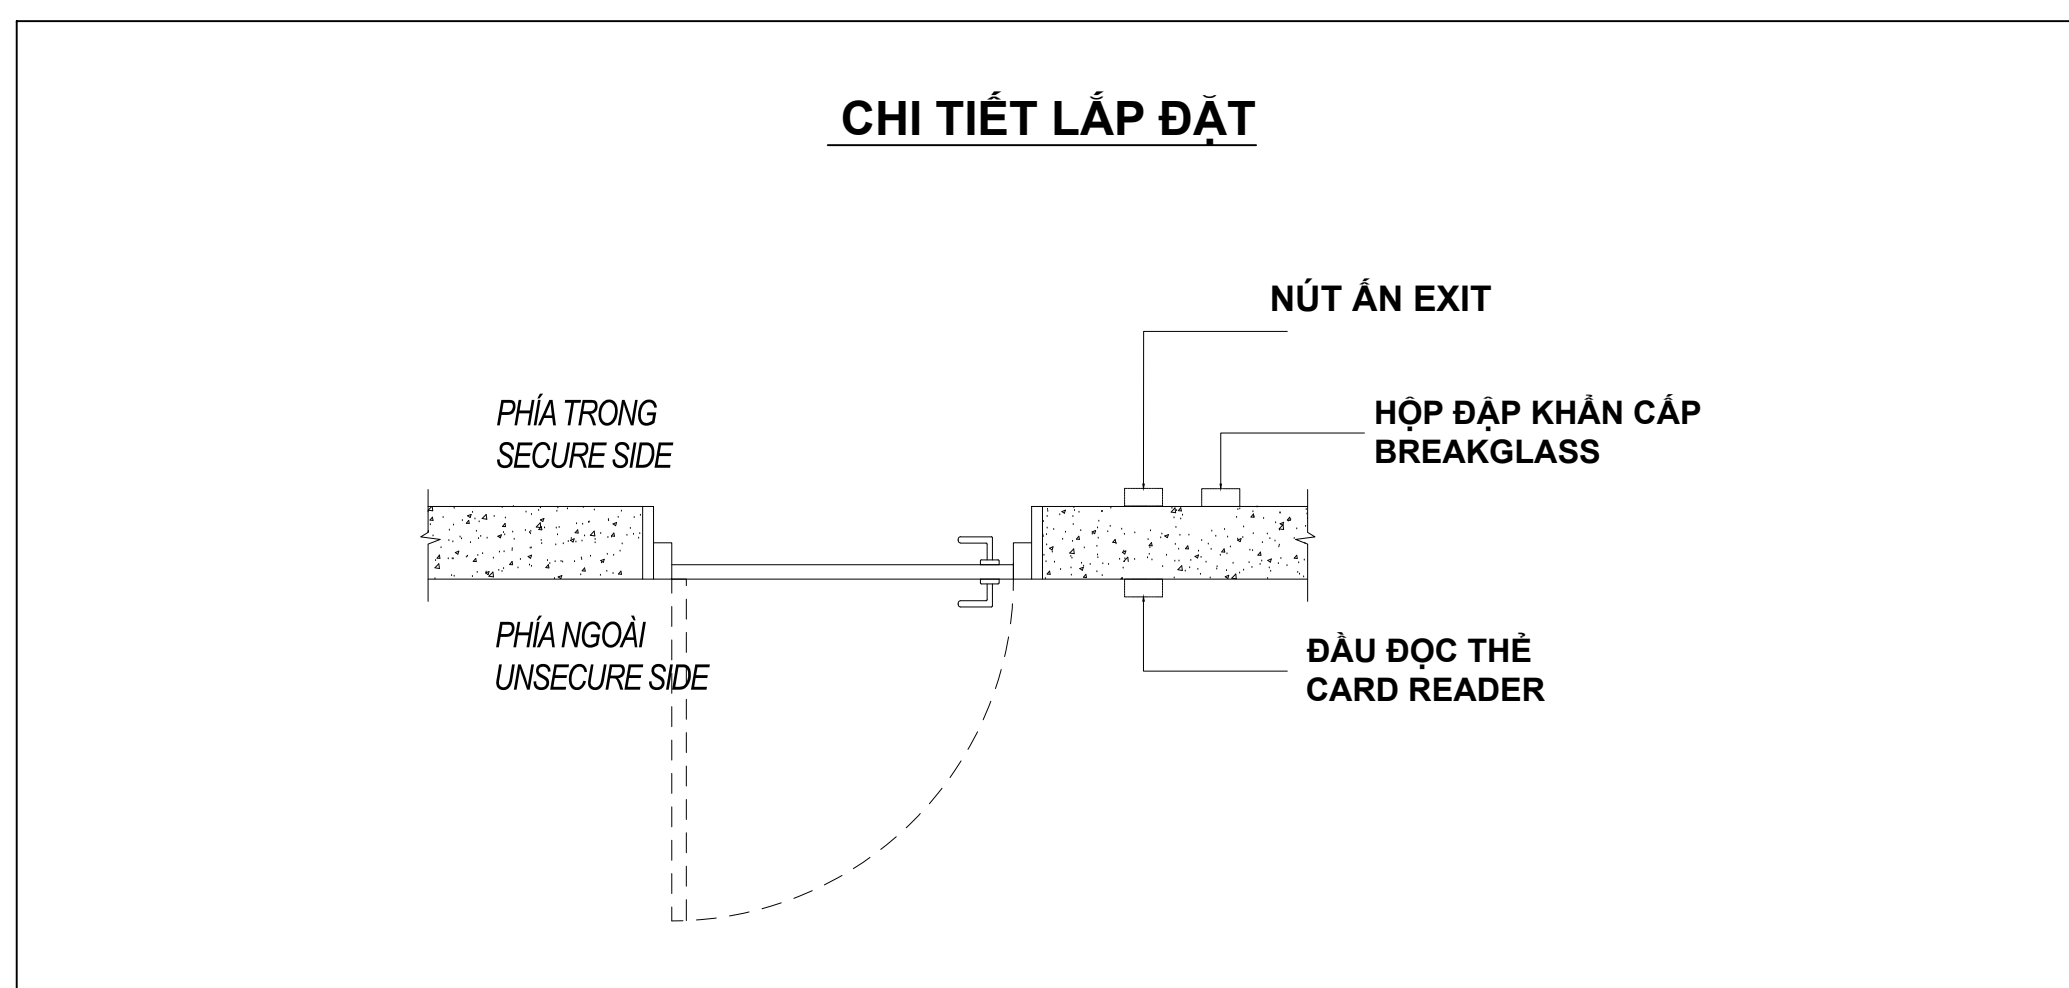 CHI TIẾT LẮP ĐẶT
NÚT ẤN EXIT
PHÍA TRONG
SECURE SIDE
HỘP ĐẬP KHẨN CẤP
BREAKGLASS
PHÍA NGOÀI
UNSECURE SIDE
ĐẦU ĐỌC THẺ
CARD READER